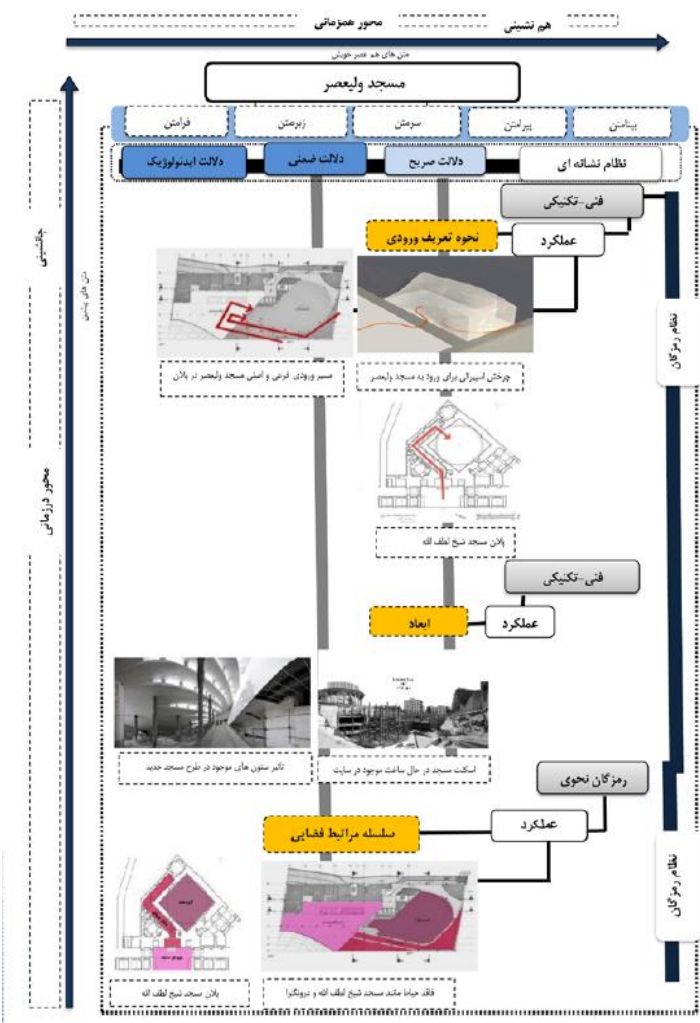 هم نشینی
محور همزمانی
متن های هم عصر خویش
مسجد ولیعصر
بینامتن
پیرامتن
سرمتن
زبرمتن
فرامتن
نظام نشانه ای
دلالت صریح
دلالت ضمنی
دلالت ایدئولوژیک
جانشینی
متن های پیشین
محور درزمانی
نظام رمزگان
فنی-تکنیکی
عملکرد
نحوه تعریف ورودی
چرخش اسپیرالی برای ورود به مسجد ولیعصر
مسیر ورودی فرعی و اصلی مسجد ولیعصر در پلان
پلان مسجد شیخ لطف الله
فنی-تکنیکی
عملکرد
ابعاد
اسکلت مسجد در حال ساخت موجود در سایت
تاثیر ستون های موجود در طرح مسجد جدید
رمزگان نحوی
عملکرد
سلسله مراتبط فضایی
نظام رمزگان
فاقد حیاط مانند مسجد شیخ لطف الله و درونگرا
پلان مسجد شیخ لطف الله